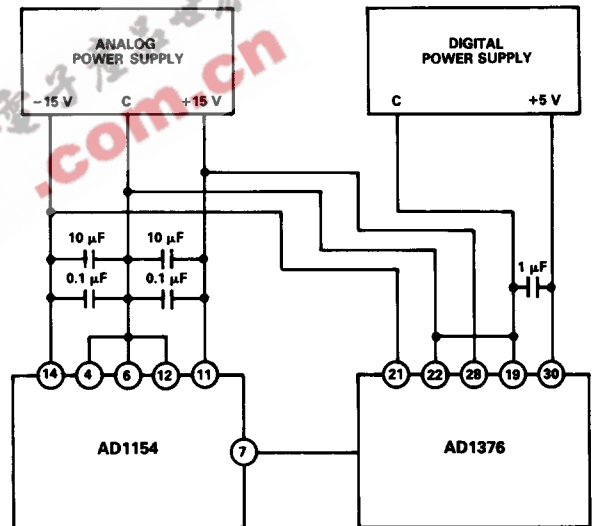 ANALOG
POWER SUPPLY
−15 V C +15 V
DIGITAL
POWER SUPPLY
C +5 V
.com.cn
10 μF 10 μF
0.1 μF 0.1 μF
1 μF
14 4 6 12 11
21 22 28 19 30
AD1154
7
AD1376